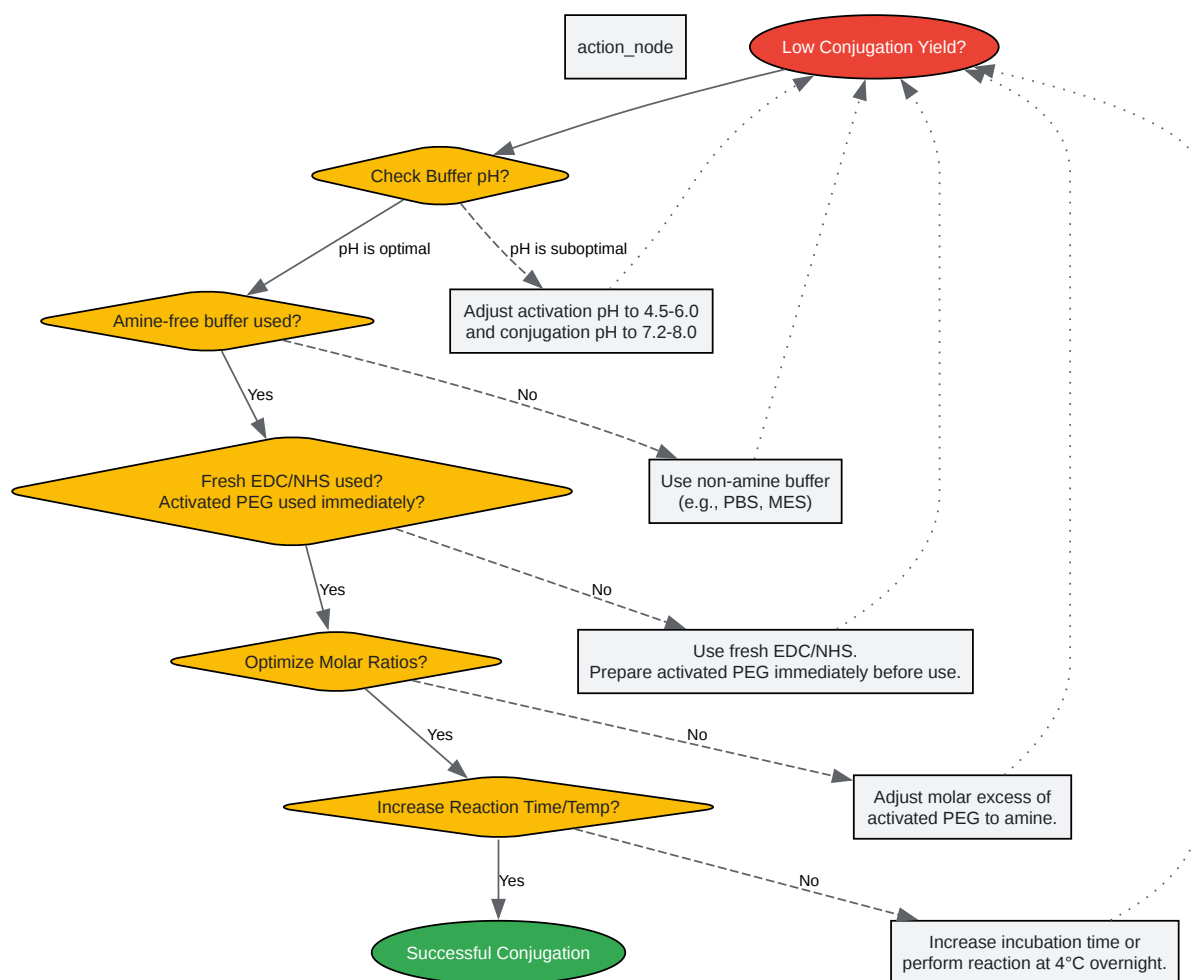 action_node
Low Conjugation Yield?
Check Buffer pH?
pH is optimal
pH is suboptimal
Amine-free buffer used?
Adjust activation pH to 4.5-6.0
and conjugation pH to 7.2-8.0
Yes
No
Fresh EDC/NHS used?
Activated PEG used immediately?
Use non-amine buffer
(e.g., PBS, MES)
Yes
No
Optimize Molar Ratios?
Use fresh EDC/NHS.
Prepare activated PEG immediately before use.
Yes
No
Increase Reaction Time/Temp?
Adjust molar excess of
activated PEG to amine.
Yes
No
Successful Conjugation
Increase incubation time or
perform reaction at 4°C overnight.